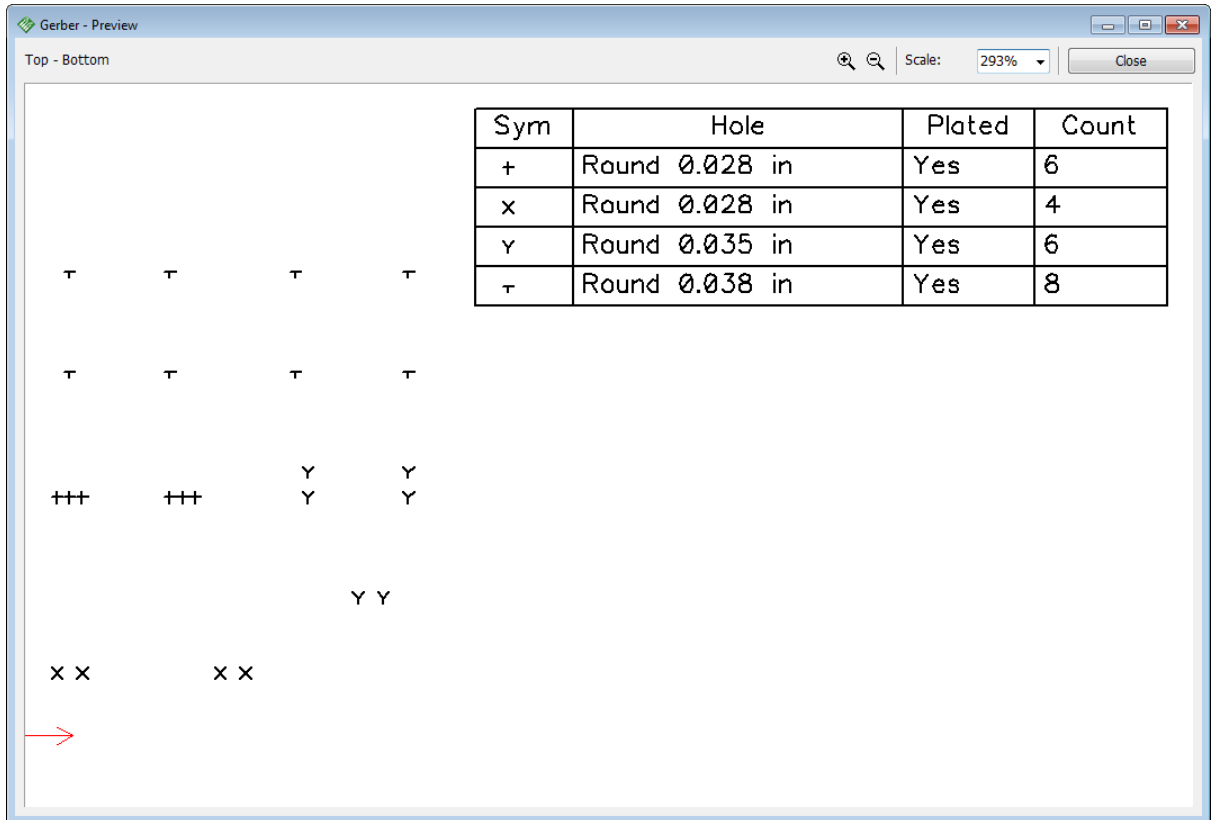 Gerber - Preview
Top - Bottom Scale: 293% Close
Sym Hole Plated Count
+ Round 0.028 in Yes 6
X Round 0.028 in Yes 4
Y Round 0.035 in Yes 6
T Round 0.038 in Yes 8
T T T T
T T T T
Y Y
+++ +++ Y Y
Y Y
X X X X